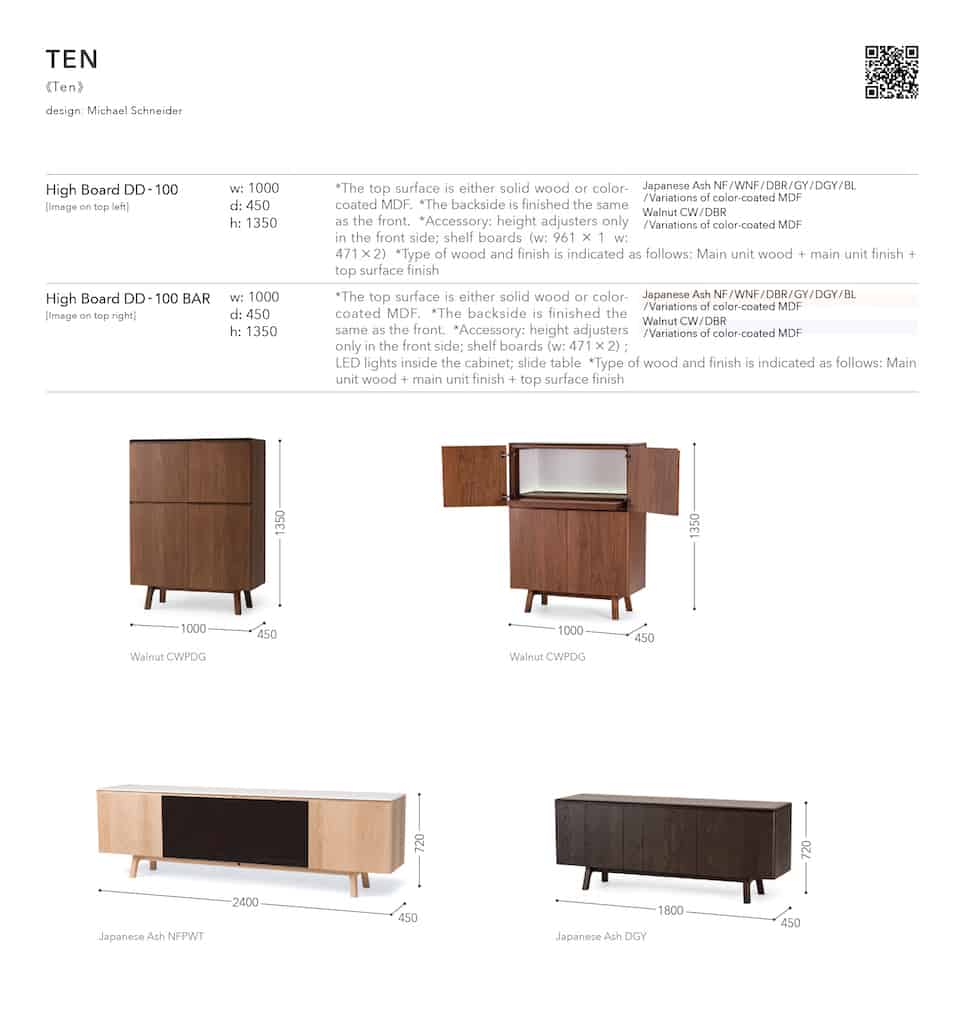 TEN
《Ten》
design: Michael Schneider
High Board DD - 100
[Image on top left]
w: 1000
d: 450
h: 1350
*The top surface is either solid wood or color-
coated MDF. *The backside is finished the same
as the front. *Accessory: height adjusters only
in the front side; shelf boards (w: 961 × 1 w:
471×2) *Type of wood and finish is indicated as follows: Main unit wood + main unit finish +
top surface finish
Japanese Ash NF/WNF/DBR/GY/DGY/BL
/Variations of color-coated MDF
Walnut CW/DBR
/Variations of color-coated MDF
High Board DD - 100 BAR
[Image on top right]
w: 1000
d: 450
h: 1350
*The top surface is either solid wood or color-
coated MDF. *The backside is finished the
same as the front. *Accessory: height adjusters
only in the front side; shelf boards (w: 471×2) ;
LED lights inside the cabinet; slide table *Type of wood and finish is indicated as follows: Main
unit wood + main unit finish + top surface finish
Japanese Ash NF/WNF/DBR/GY/DGY/BL
/Variations of color-coated MDF
Walnut CW/DBR
/Variations of color-coated MDF
1350
1000
450
Walnut CWPDG
1350
1000
450
Walnut CWPDG
720
2400
450
Japanese Ash NFPWT
720
1800
450
Japanese Ash DGY